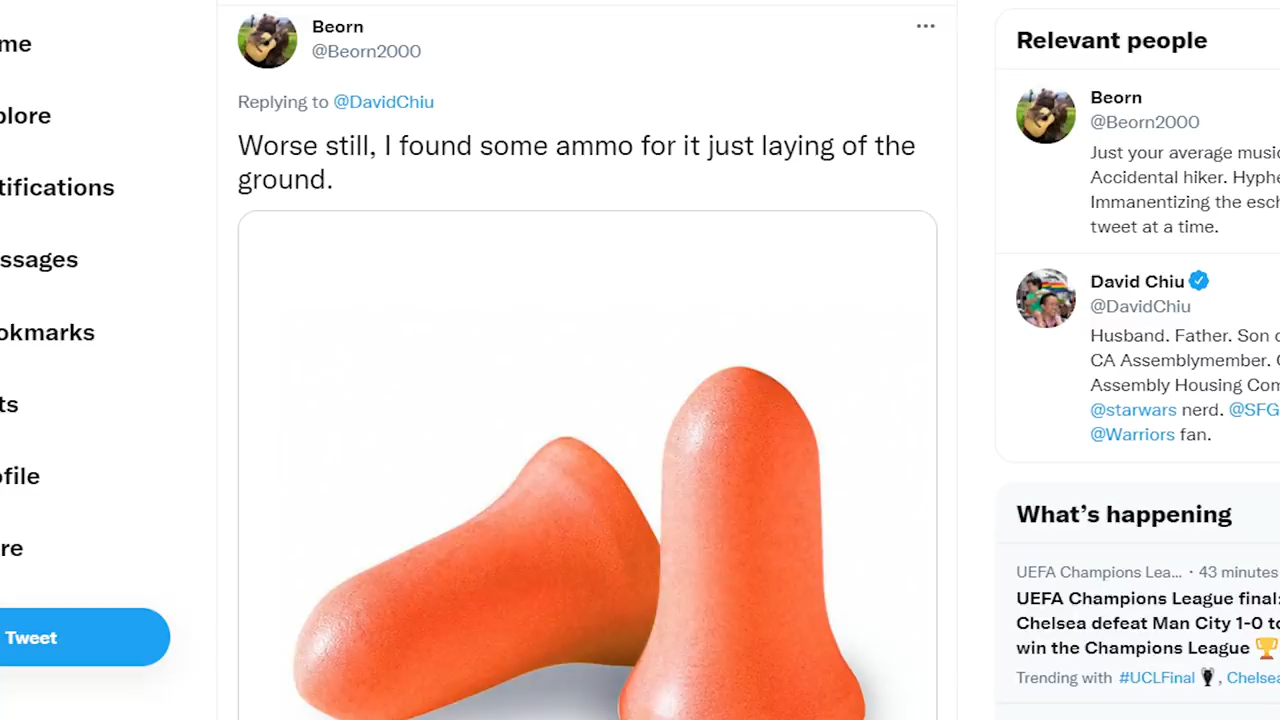 me
plore
tifications
ssages
okmarks
ts
ofile
re
Tweet
Beorn
@Beorn2000
Replying to @DavidChiu
Worse still, I found some ammo for it just laying of the
ground.
Relevant people
Beorn
@Beorn2000
Just your average music
Accidental hiker. Hyphe
Immanentizing the esch
tweet at a time.
David Chiu
@DavidChiu
Husband. Father. Son o
CA Assemblymember. C
Assembly Housing Com
@starwars nerd. @SFG
@Warriors fan.
What's happening
UEFA Champions Lea... · 43 minutes
UEFA Champions League final:
Chelsea defeat Man City 1-0 to
win the Champions League
Trending with #UCLFinal , Chelsea